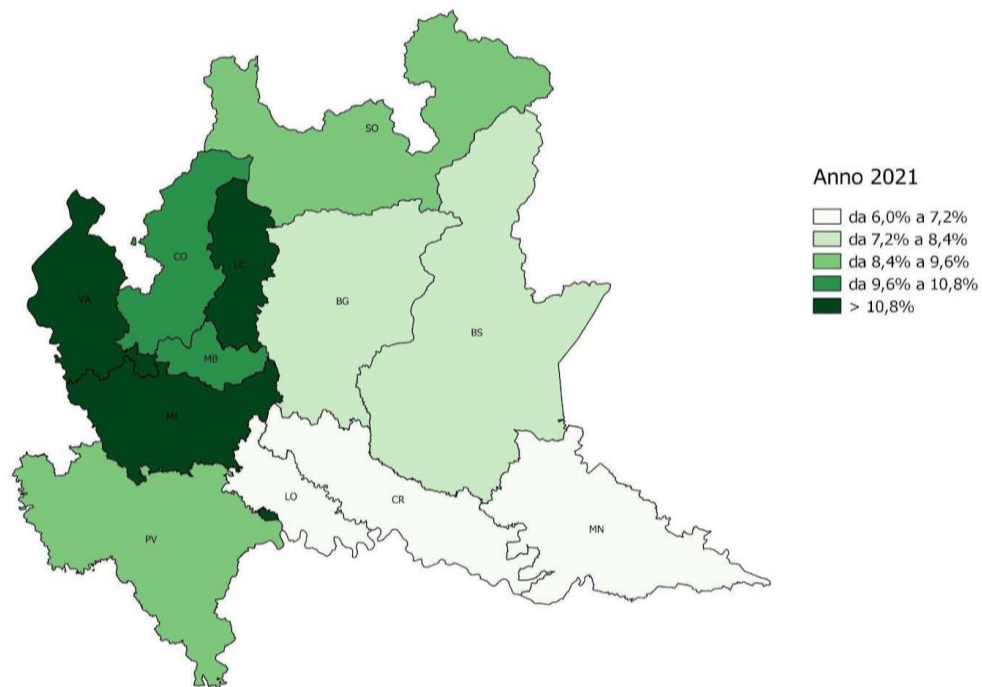 SO
Anno 2021
da 6,0% a 7,2%
da 7,2% a 8,4%
da 8,4% a 9,6%
da 9,6% a 10,8%
> 10,8%
CO
LC
VA
BG
BS
MB
MI
LO
CR
MN
PV